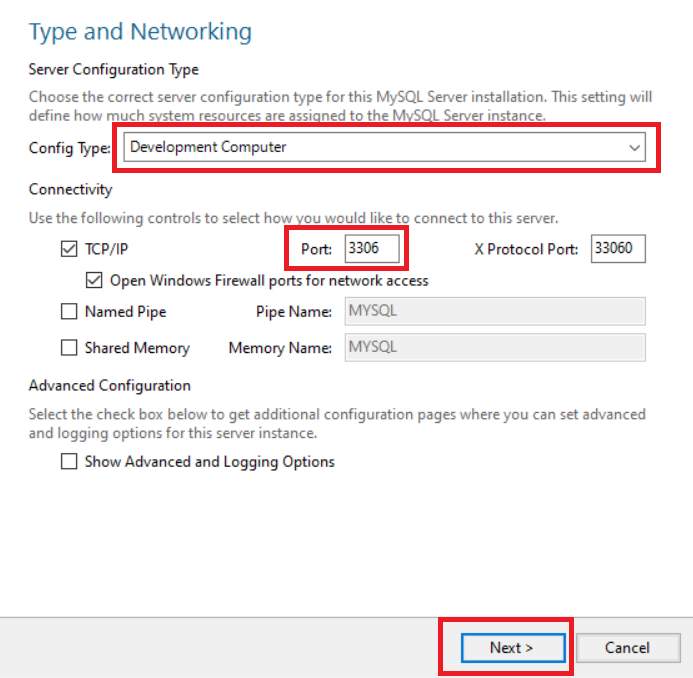 Type and Networking
Server Configuration Type
Choose the correct server configuration type for this MySQL Server installation. This setting will
define how much system resources are assigned to the MySQL Server instance.
Config Type: Development Computer
Connectivity
Use the following controls to select how you would like to connect to this server.
TCP/IP Port: 3306 X Protocol Port: 33060
Open Windows Firewall ports for network access
Named Pipe Pipe Name: MYSQL
Shared Memory Memory Name: MYSQL
Advanced Configuration
Select the check box below to get additional configuration pages where you can set advanced
and logging options for this server instance.
Show Advanced and Logging Options
Next > Cancel